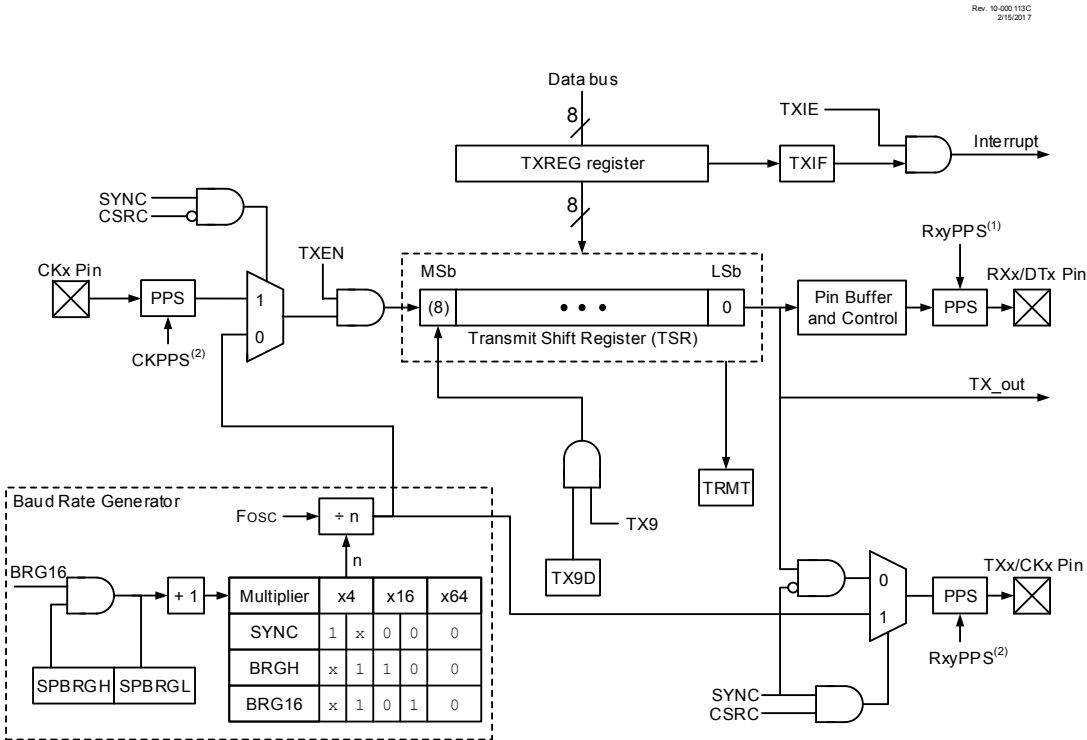 Rev. 10-000 113C
2/15/2017
Data bus
8
TXREG register
TXIE
TXIF
Interrupt
8
SYNC
CSRC
TXEN
CKx Pin
PPS
CKPPS(2)
1
0
MSb
LSb
(8)
• • •
0
Transmit Shift Register (TSR)
RxyPPS(1)
RXx/DTx Pin
Pin Buffer
and Control
PPS
TX_out
TRMT
TX9
TX9D
Baud Rate Generator
FOSC
÷ n
n
BRG16
+ 1
SPBRGH SPBRGL
Multiplier x4 x16 x64
SYNC 1 x 0 0 0
BRGH x 1 1 0 0
BRG16 x 1 0 1 0
0
1
TXx/CKx Pin
PPS
RxyPPS(2)
SYNC
CSRC